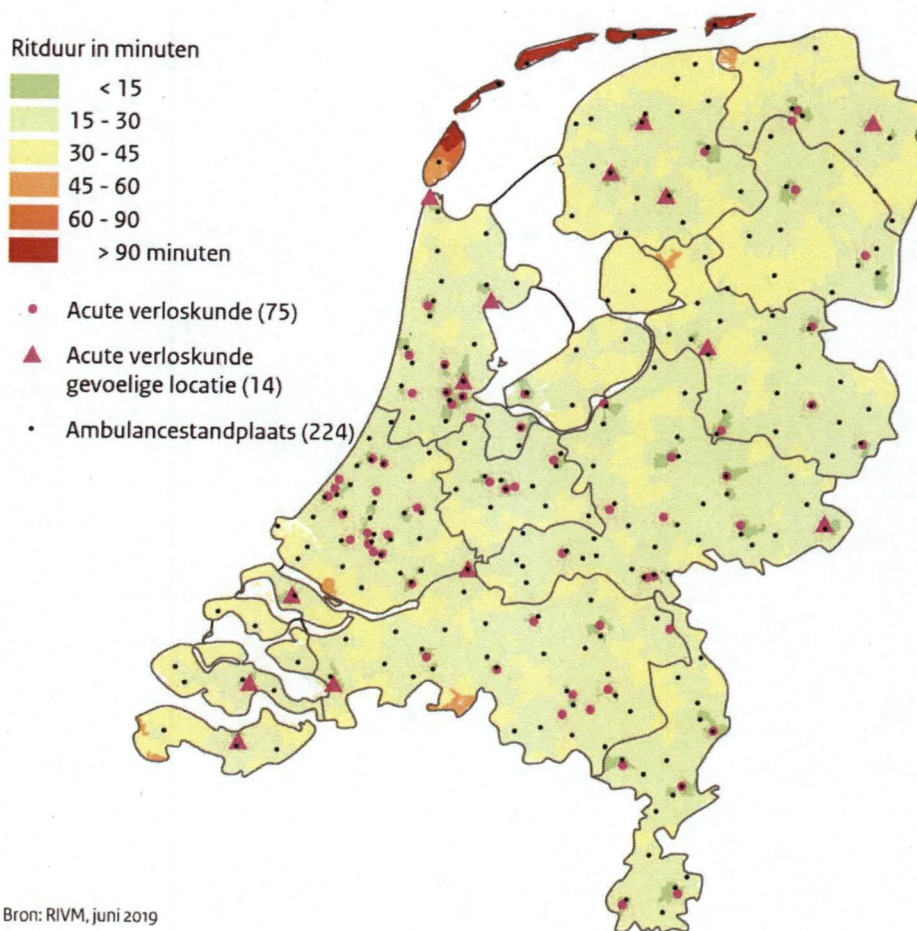 Ritduur in minuten
< 15
15 - 30
30 - 45
45 - 60
60 - 90
> 90 minuten
Acute verloskunde (75)
Acute verloskunde
gevoelige locatie (14)
Ambulancestandplaats (224)
Bron: RIVM, juni 2019